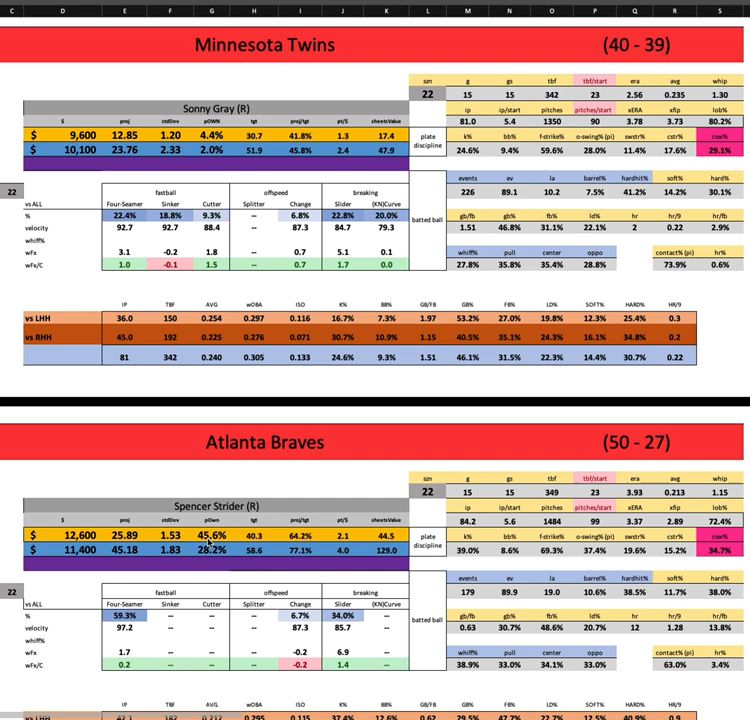 C D E F G H I J K L M N O P Q R S
Minnesota Twins (40 - 39)
szn g gs tbf tbf/start era avg whip
22 15 15 342 23 2.56 0.235 1.30
ip ip/start pitches pitches/start xERA xfip lob%
Sonny Gray (R) 81.0 5.4 1350 90 3.78 3.73 80.2%
$ proj stdDev pOWN tgt proj/tgt pt/$ sheetsValue
plate discipline k% bb% f-strike% o-swing% (pi) swstr% cstr% csw%
$ 9,600 12.85 1.20 4.4% 30.7 41.8% 1.3 17.4
$ 10,100 23.76 2.33 2.0% 51.9 45.8% 2.4 47.9 24.6% 9.4% 59.6% 28.0% 11.4% 17.6% 29.1%
events ev la barrel% hardhit% soft% hard%
22 fastball offspeed breaking 226 89.1 10.2 7.5% 41.2% 14.2% 30.1%
vs ALL Four-Seamer Sinker Cutter Splitter Change Slider (KN)Curve
% 22.4% 18.8% 9.3% -- 6.8% 22.8% 20.0% batted ball gb/fb gb% fb% ld% hr hr/9 hr/fb
velocity 92.7 92.7 88.4 -- 87.3 84.7 79.3 1.51 46.8% 31.1% 22.1% 2 0.22 2.9%
whiff%
wFx 3.1 -0.2 1.8 0.7 5.1 0.1 whiff% pull center oppo contact% (pi) hr%
wFx/C 1.0 -0.1 1.5 -- 0.7 1.7 0.0 27.8% 35.8% 35.4% 28.8% 73.9% 0.6%
IP TBF AVG wOBA ISO K% BB% GB/FB GB% FB% LD% SOFT% HARD% HR/9
vs LHH 36.0 150 0.254 0.297 0.116 16.7% 7.3% 1.97 53.2% 27.0% 19.8% 12.3% 25.4% 0.3
vs RHH 45.0 192 0.225 0.276 0.071 30.7% 10.9% 1.15 40.5% 35.1% 24.3% 16.1% 34.8% 0.2
81 342 0.240 0.305 0.133 24.6% 9.3% 1.51 46.1% 31.5% 22.3% 14.4% 30.7% 0.22
Atlanta Braves (50 - 27)
szn g gs tbf tbf/start era avg whip
22 15 15 349 23 3.93 0.213 1.15
Spencer Strider (R) ip ip/start pitches pitches/start xERA xfip lob%
$ proj stdDev pOwn tgt proj/tgt pt/$ sheetsValue 84.2 5.6 1484 99 3.37 2.89 72.4%
$ 12,600 25.89 1.53 45.6% 40.3 64.2% 2.1 44.5 plate discipline k% bb% f-strike% o-swing% (pi) swstr% cstr% csw%
$ 11,400 45.18 1.83 28.2% 58.6 77.1% 4.0 129.0 39.0% 8.6% 69.3% 37.4% 19.6% 15.2% 34.7%
events ev la barrel% hardhit% soft% hard%
22 fastball offspeed breaking 179 89.9 19.0 10.6% 38.5% 11.7% 38.0%
vs ALL Four-Seamer Sinker Cutter Splitter Change Slider (KN)Curve
% 59.3% -- -- -- 6.7% 34.0% -- batted ball gb/fb gb% fb% ld% hr hr/9 hr/fb
velocity 97.2 -- -- -- 87.3 85.7 -- 0.63 30.7% 48.6% 20.7% 12 1.28 13.8%
whiff%
wFx 1.7 -- -- -- -0.2 6.9 -- whiff% pull center oppo contact% (pi) hr%
wFx/C 0.2 -- -- -- -0.2 1.4 -- 38.9% 33.0% 34.1% 33.0% 63.0% 3.4%
IP TBF AVG wOBA ISO K% BB% GB/FB GB% FB% LD% SOFT% HARD% HR/9
vs LHH 42.1 182 0.212 0.295 0.115 37.4% 12.6% 0.62 29.5% 47.7% 22.7% 12.5% 40.9% 0.9